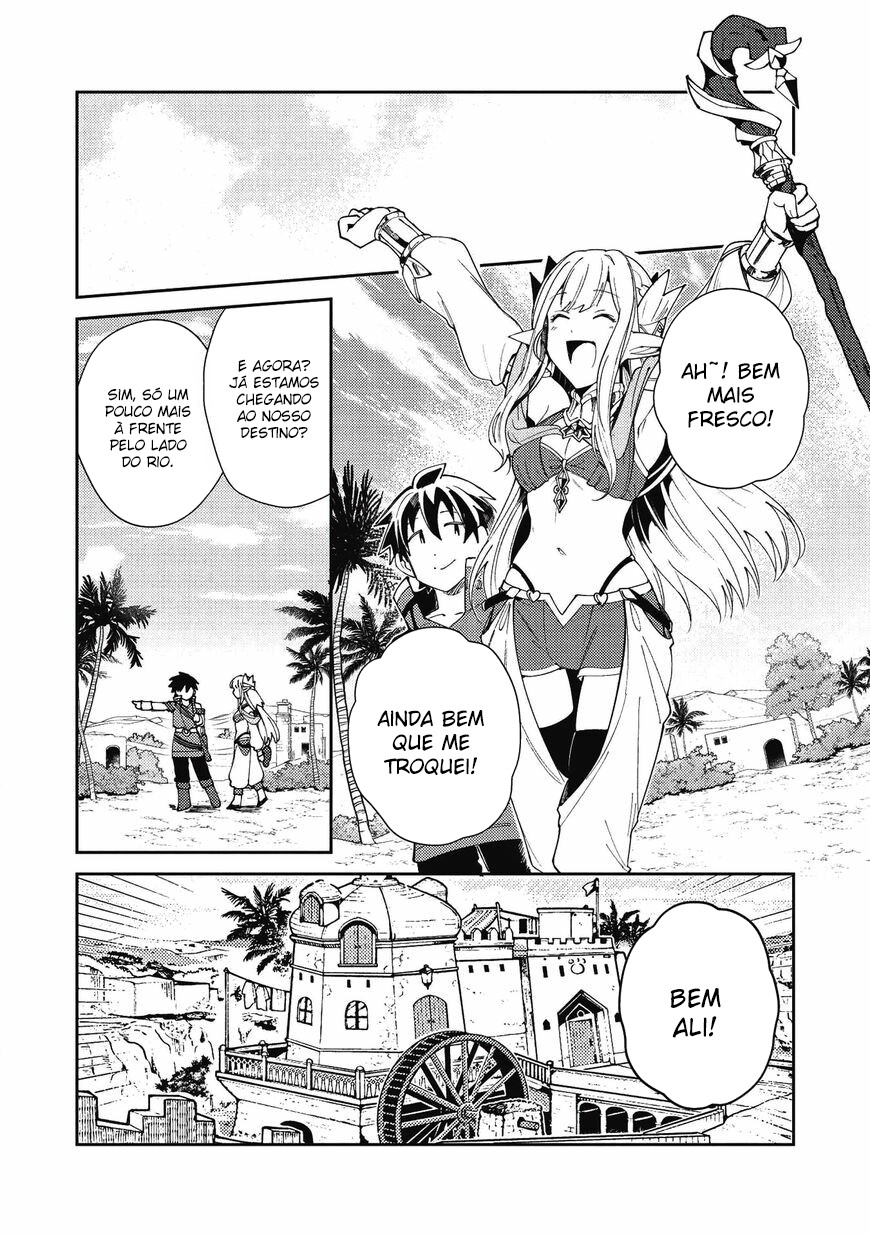 AH~! BEM
MAIS
FRESCO!
AINDA BEM
QUE ME
TROQUEI!
E AGORA?
JÁ ESTAMOS
CHEGANDO
AO NOSSO
DESTINO?
SIM, SÓ UM
POUCO MAIS
À FRENTE
PELO LADO
DO RIO.
BEM
ALI!